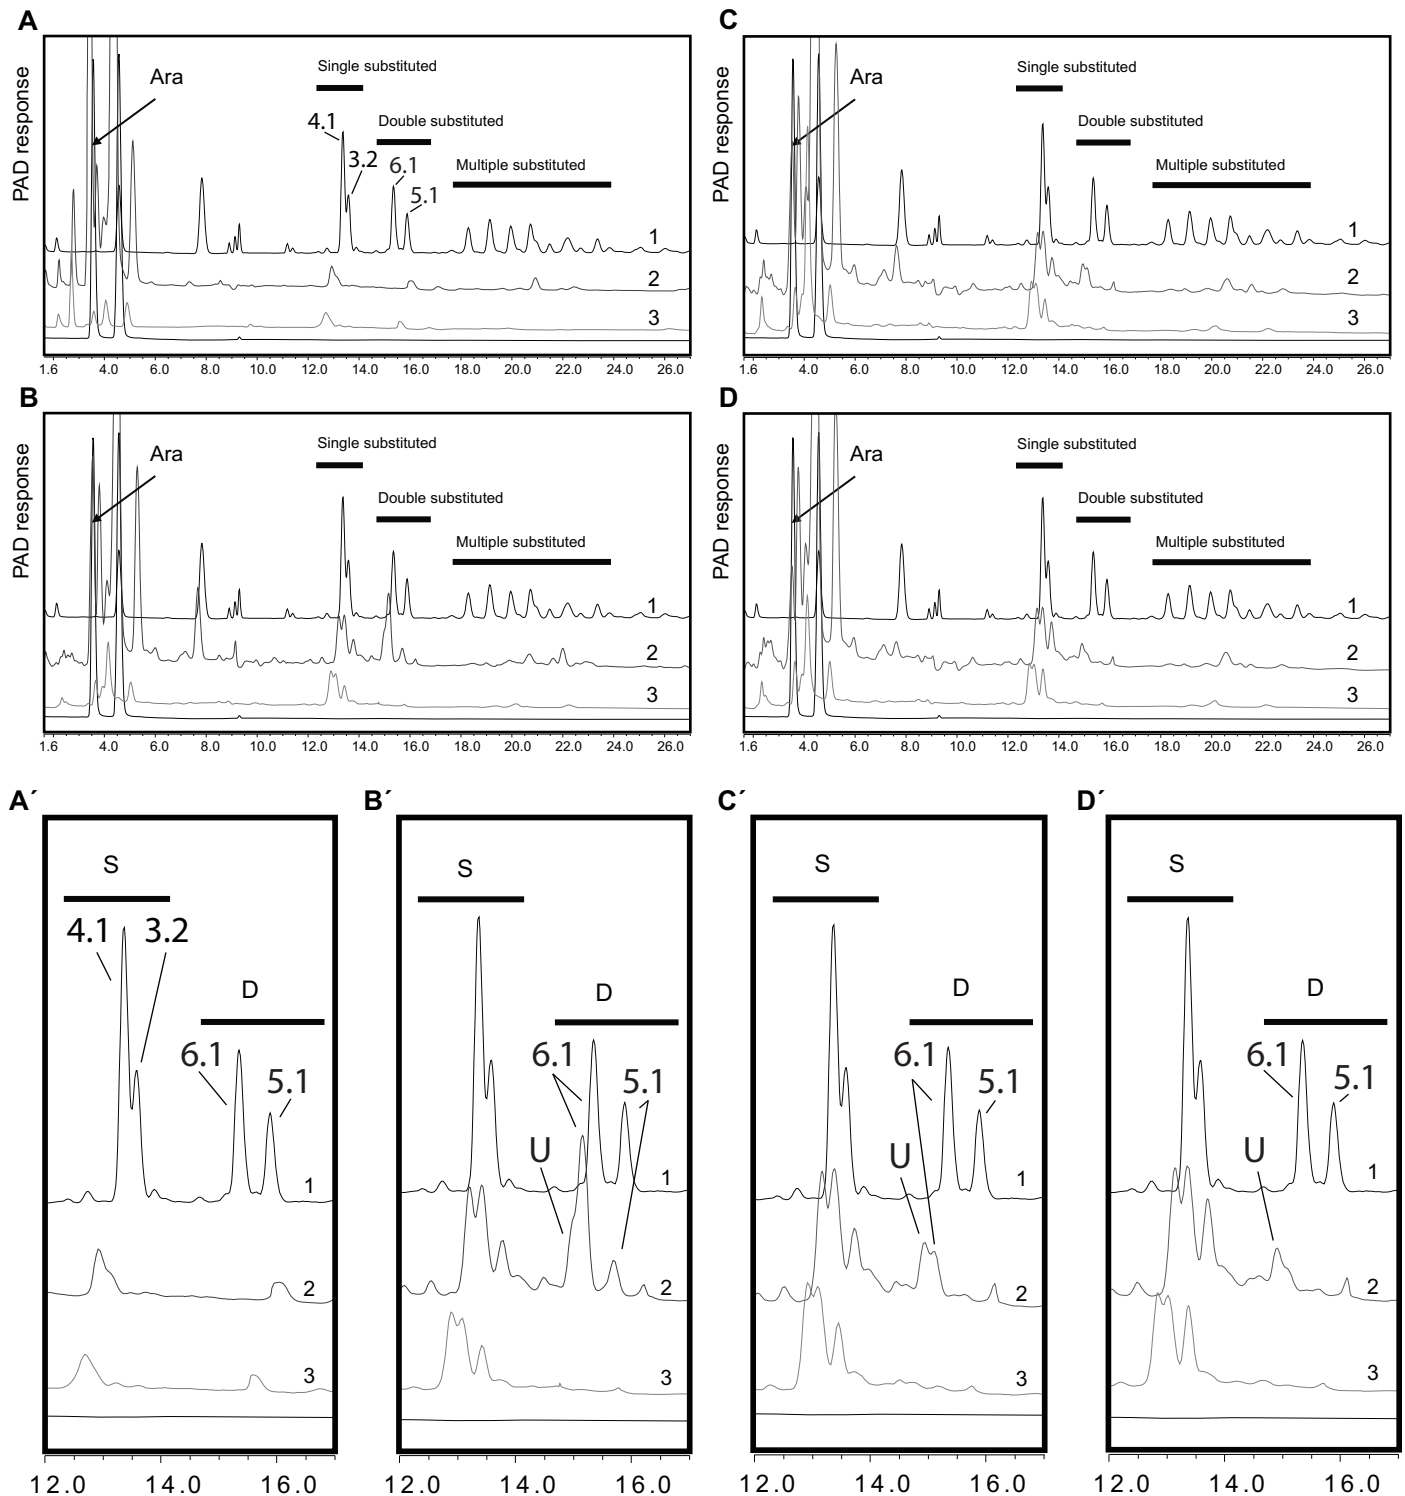 A
PAD response
Ara
Single substituted
Double substituted
Multiple substituted
4.1
3.2
6.1
5.1
1
2
3
1.6 4.0 6.0 8.0 10.0 12.0 14.0 16.0 18.0 20.0 22.0 24.0 26.0
C
PAD response
Ara
Single substituted
Double substituted
Multiple substituted
1
2
3
1.6 4.0 6.0 8.0 10.0 12.0 14.0 16.0 18.0 20.0 22.0 24.0 26.0
B
PAD response
Ara
Single substituted
Double substituted
Multiple substituted
1
2
3
1.6 4.0 6.0 8.0 10.0 12.0 14.0 16.0 18.0 20.0 22.0 24.0 26.0
D
PAD response
Ara
Single substituted
Double substituted
Multiple substituted
1
2
3
1.6 4.0 6.0 8.0 10.0 12.0 14.0 16.0 18.0 20.0 22.0 24.0 26.0
A´
S
4.1 3.2
D
6.1
5.1
1
2
3
12.0 14.0 16.0
B´
S
D
6.1
5.1
U
1
2
3
12.0 14.0 16.0
C´
S
D
6.1
5.1
U
1
2
3
12.0 14.0 16.0
D´
S
D
6.1
5.1
U
1
2
3
12.0 14.0 16.0